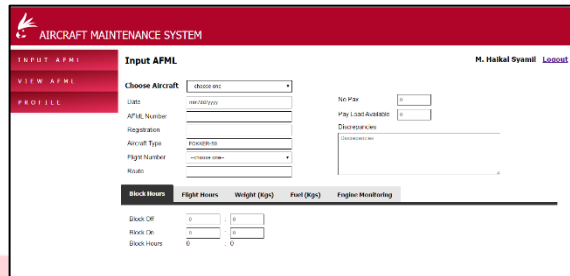 AIRCRAFT MAINTENANCE SYSTEM
INPUT AFML
VIEW AFML
PROFILE
Input AFML
M. Haikal Syamil Logout
Choose Aircraft --choose one
Date mm/dd/yyyy
AFML Number
Registration
Aircraft Type FOKKER-50
Flight Number --choose one--
Route
No Pax 0
Pay Load Available 0
Discrepancies
Discrepancies
Block Hours Flight Hours Weight (Kgs) Fuel (Kgs) Engine Monitoring
Block Off 0 : 0
Block On 0 : 0
Block Hours 0 : 0